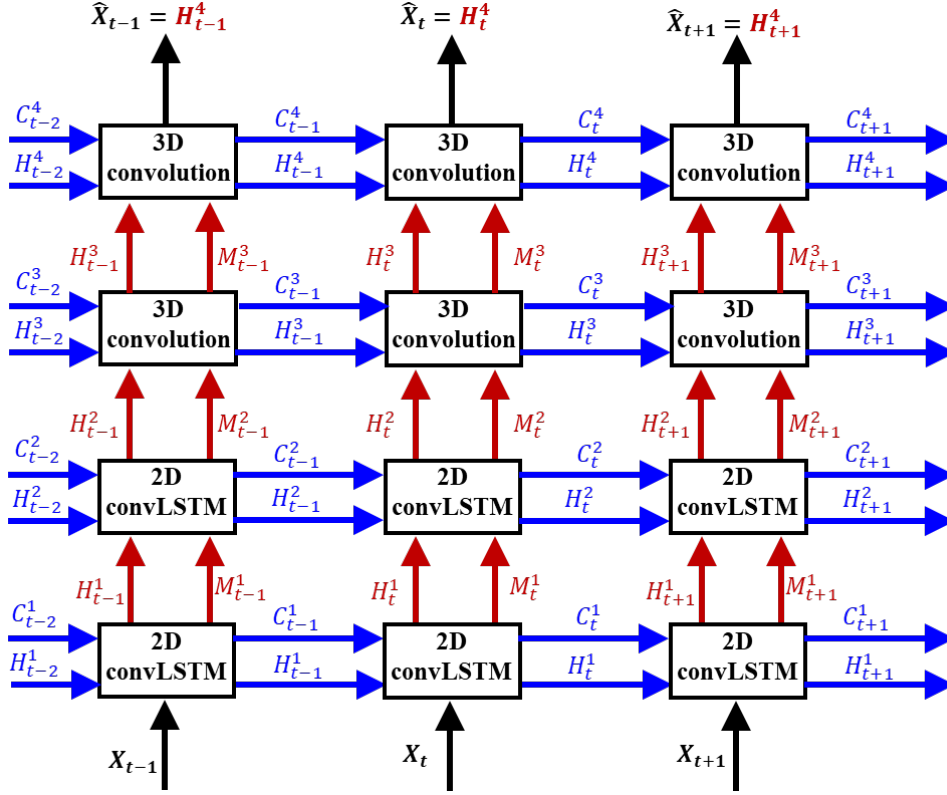 X̂_{t-1} = H^4_{t-1} X̂_t = H^4_t X̂_{t+1} = H^4_{t+1}
C^4_{t-2} C^4_{t-1} C^4_t C^4_{t+1}
3D convolution 3D convolution 3D convolution
H^4_{t-2} H^4_{t-1} H^4_t H^4_{t+1}
H^3_{t-1} M^3_{t-1} H^3_t M^3_t H^3_{t+1} M^3_{t+1}
C^3_{t-2} C^3_{t-1} C^3_t C^3_{t+1}
3D convolution 3D convolution 3D convolution
H^3_{t-2} H^3_{t-1} H^3_t H^3_{t+1}
H^2_{t-1} M^2_{t-1} H^2_t M^2_t H^2_{t+1} M^2_{t+1}
C^2_{t-2} C^2_{t-1} C^2_t C^2_{t+1}
2D convLSTM 2D convLSTM 2D convLSTM
H^2_{t-2} H^2_{t-1} H^2_t H^2_{t+1}
H^1_{t-1} M^1_{t-1} H^1_t M^1_t H^1_{t+1} M^1_{t+1}
C^1_{t-2} C^1_{t-1} C^1_t C^1_{t+1}
2D convLSTM 2D convLSTM 2D convLSTM
H^1_{t-2} H^1_{t-1} H^1_t H^1_{t+1}
X_{t-1} X_t X_{t+1}